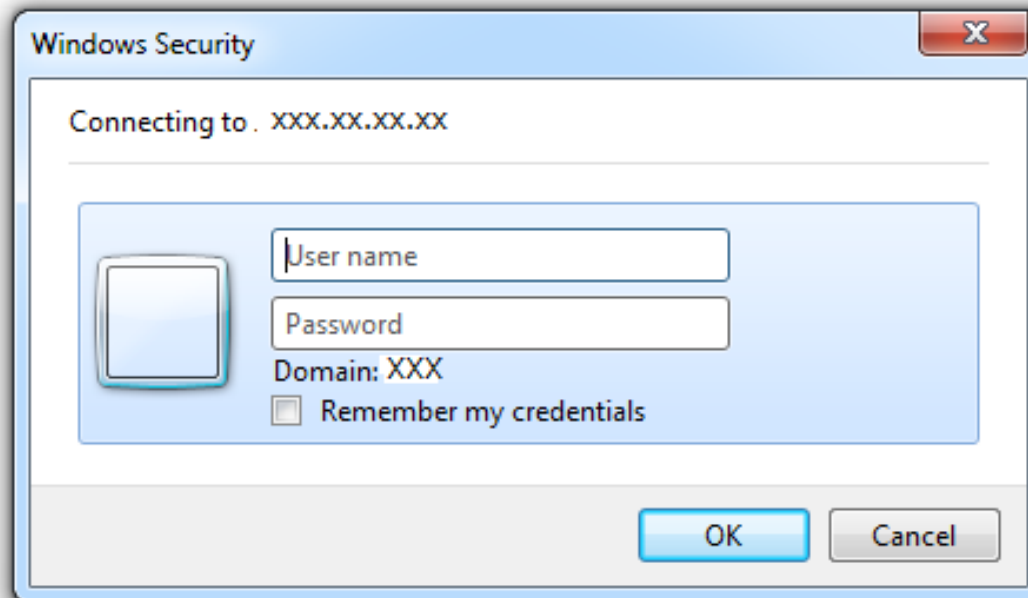 Windows Security
Connecting to . xxx.xx.xx.xx
User name
Password
Domain: XXX
Remember my credentials
OK Cancel